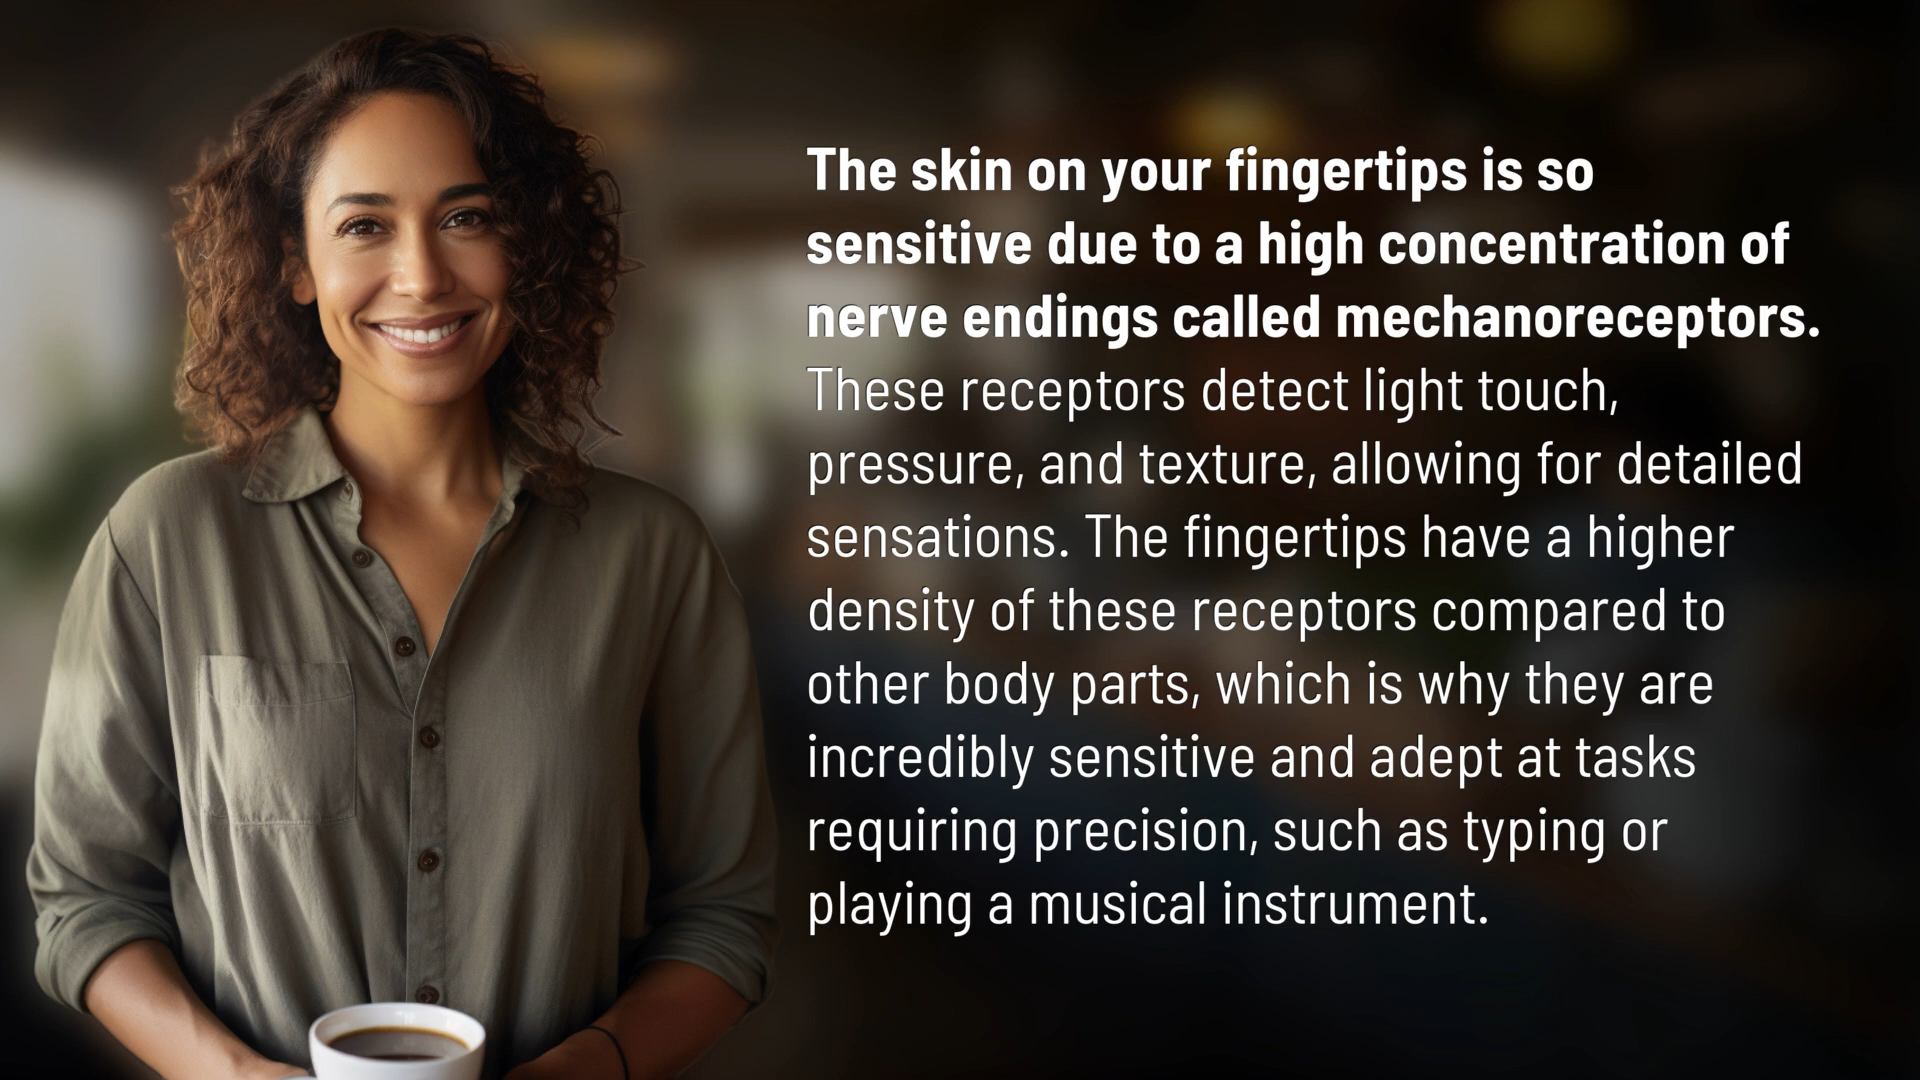 The skin on your fingertips is so
sensitive due to a high concentration of
nerve endings called mechanoreceptors.
These receptors detect light touch,
pressure, and texture, allowing for detailed
sensations. The fingertips have a higher
density of these receptors compared to
other body parts, which is why they are
incredibly sensitive and adept at tasks
requiring precision, such as typing or
playing a musical instrument.